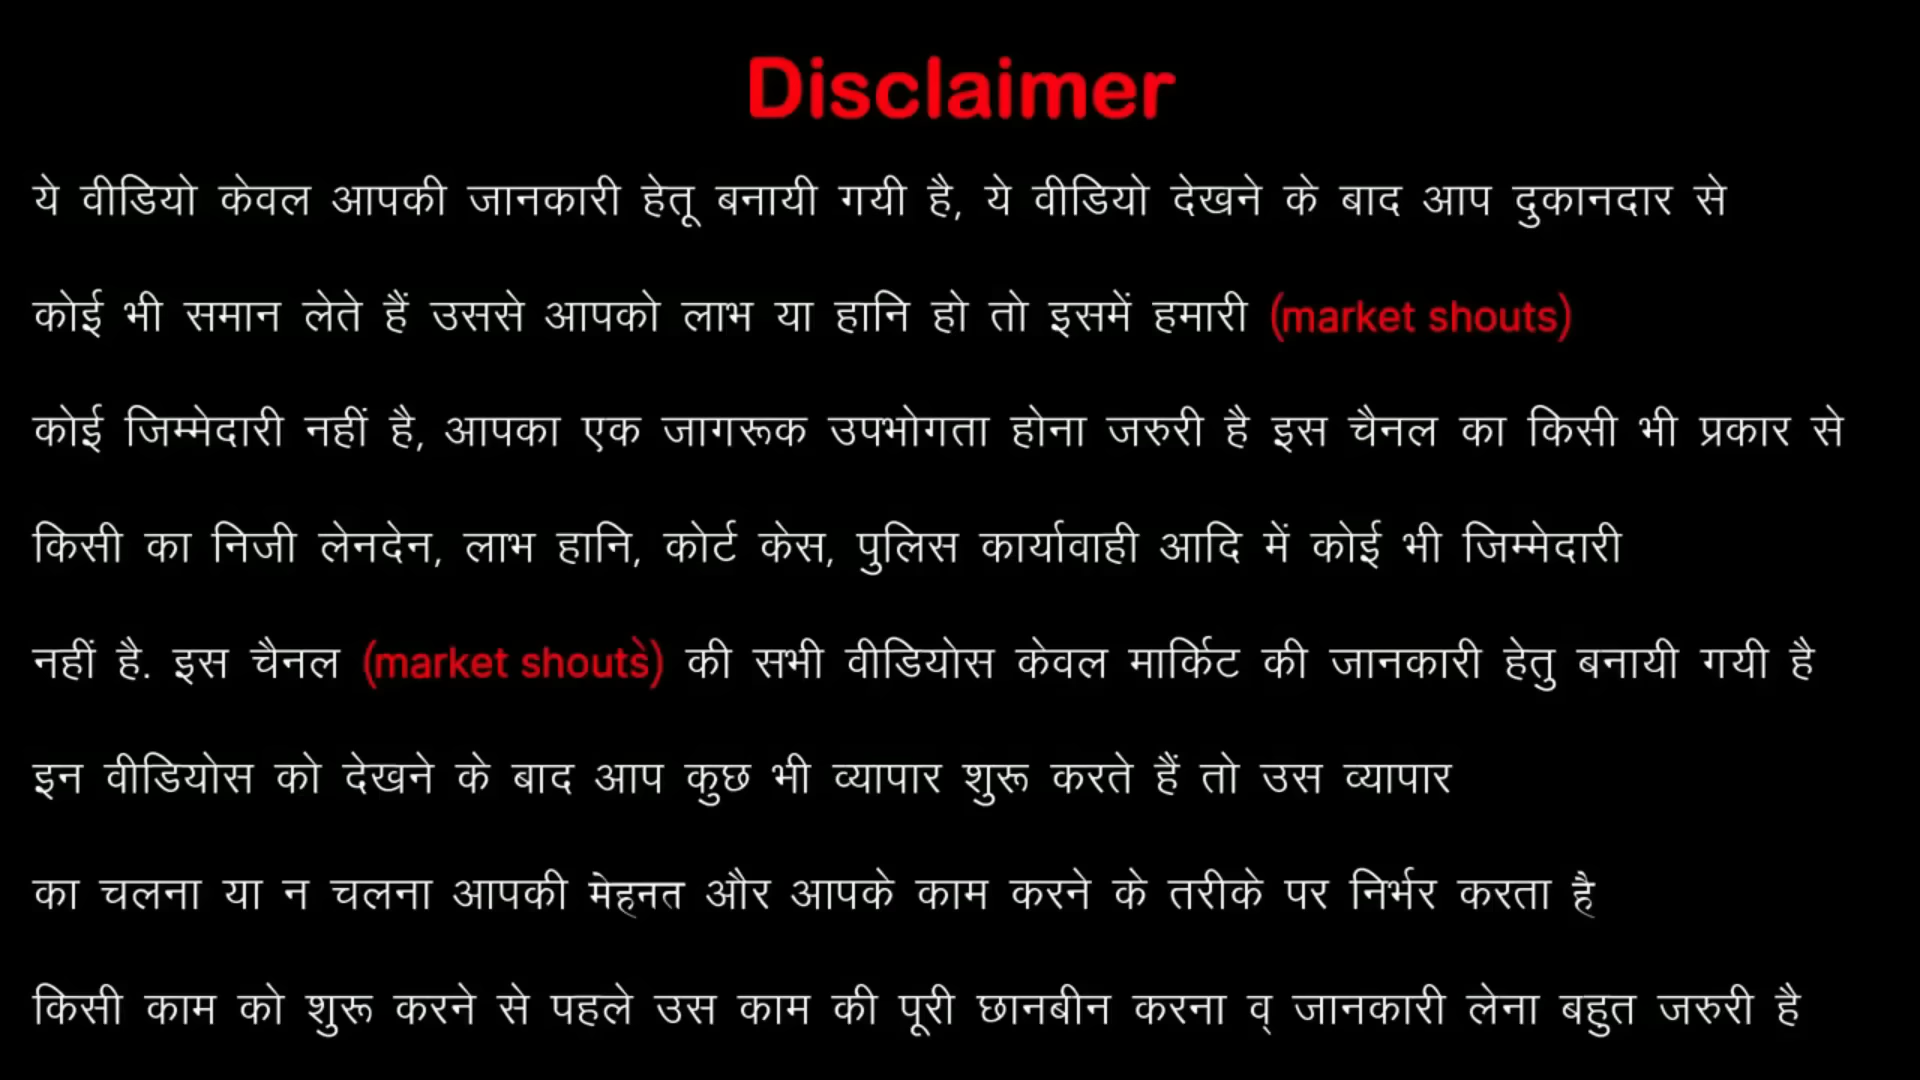 Disclaimer
ये वीडियो केवल आपकी जानकारी हेतू बनायी गयी है, ये वीडियो देखने के बाद आप दुकानदार से
कोई भी समान लेते हैं उससे आपको लाभ या हानि हो तो इसमें हमारी (market shouts)
कोई जिम्मेदारी नहीं है, आपका एक जागरूक उपभोगता होना जरुरी है इस चैनल का किसी भी प्रकार से
किसी का निजी लेनदेन, लाभ हानि, कोर्ट केस, पुलिस कार्यावाही आदि में कोई भी जिम्मेदारी
नहीं है. इस चैनल (market shouts) की सभी वीडियोस केवल मार्किट की जानकारी हेतु बनायी गयी है
इन वीडियोस को देखने के बाद आप कुछ भी व्यापार शुरू करते हैं तो उस व्यापार
का चलना या न चलना आपकी मेहनत और आपके काम करने के तरीके पर निर्भर करता है
किसी काम को शुरू करने से पहले उस काम की पूरी छानबीन करना व् जानकारी लेना बहुत जरुरी है